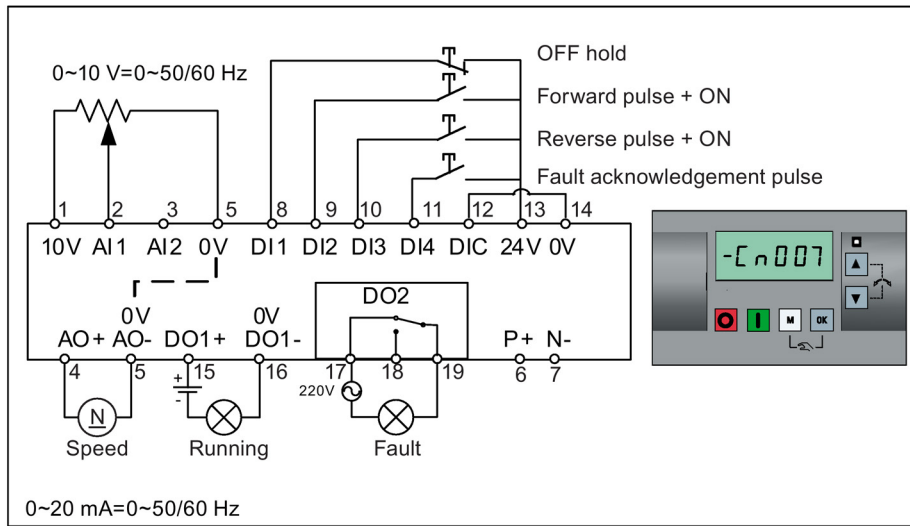 OFF hold
0~10 V=0~50/60 Hz
Forward pulse + ON
Reverse pulse + ON
Fault acknowledgement pulse
1 2 3 5 8 9 10 11 12 13 14
10V AI1 AI2 0V DI1 DI2 DI3 DI4 DIC 24V 0V
-Cn007
M OK
DO2
0V 0V
AO+ AO- DO1+ DO1- P+ N-
4 5 15 16 17 18 19 6 7
+
-
220V
N
Speed Running Fault
0~20 mA=0~50/60 Hz